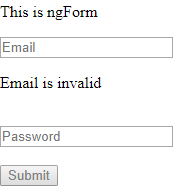 This is ngForm
Email
Email is invalid
Password
Submit